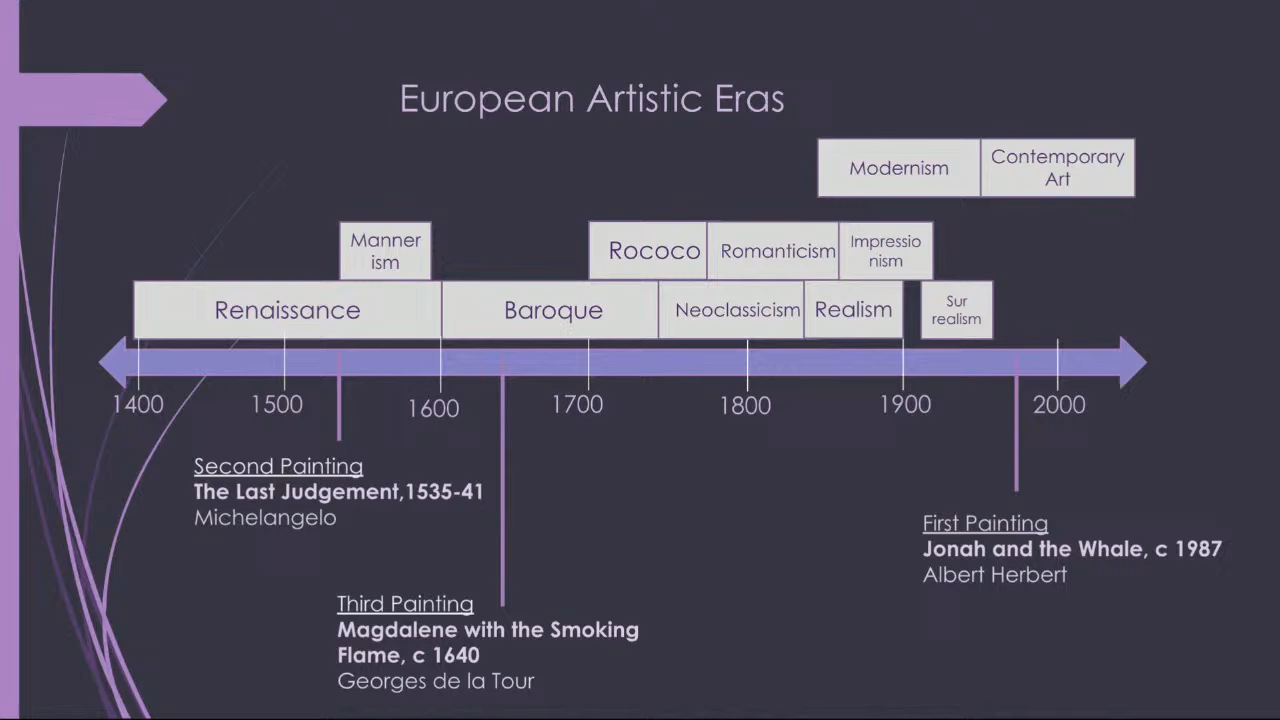 European Artistic Eras
Modernism
Contemporary
Art
Manner
ism
Rococo
Romanticism
Impressio
nism
Renaissance
Baroque
Neoclassicism
Realism
Sur
realism
1400
1500
1600
1700
1800
1900
2000
Second Painting
The Last Judgement,1535-41
Michelangelo
First Painting
Jonah and the Whale, c 1987
Albert Herbert
Third Painting
Magdalene with the Smoking
Flame, c 1640
Georges de la Tour